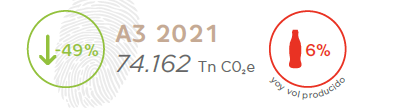 -49%
A3 2021
74.162 Tn CO₂e
6%
yoy vol producido